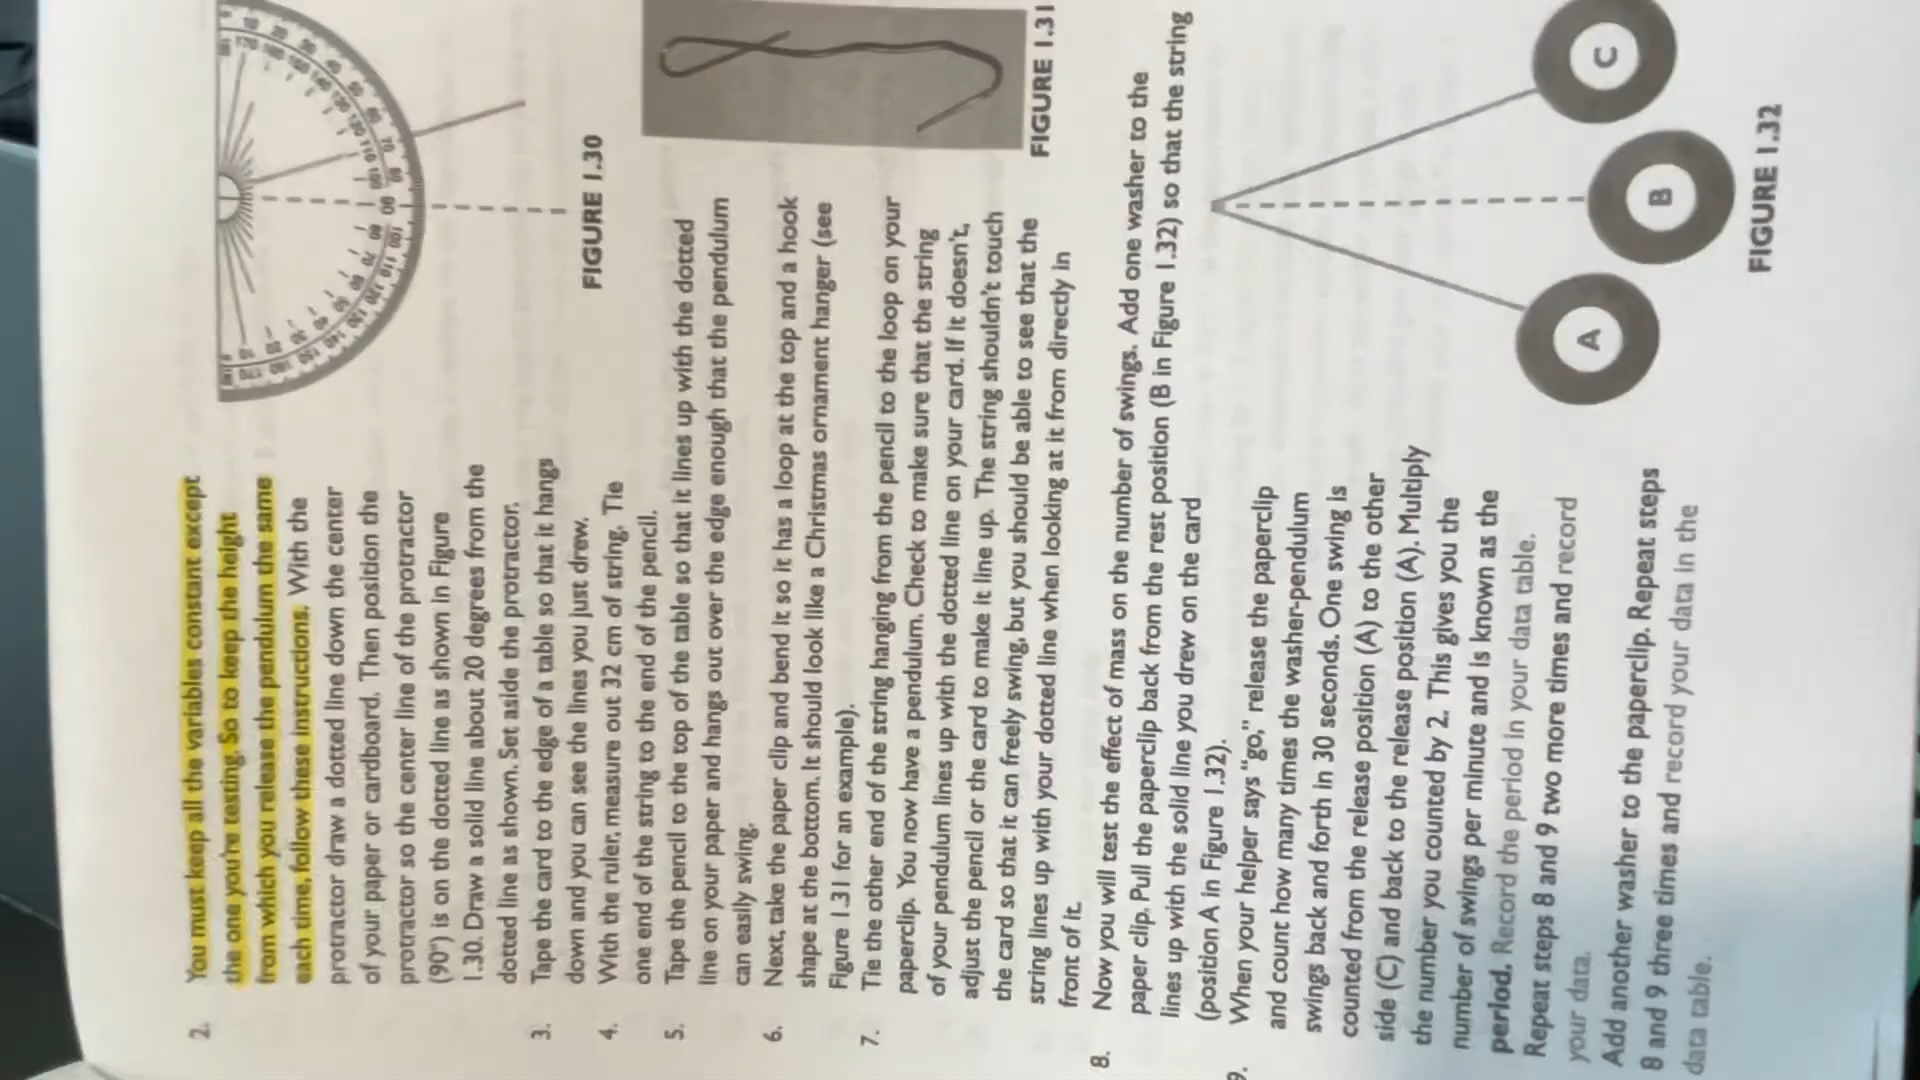 2. You must keep all the variables constant except
the one you're testing. So to keep the height
from which you release the pendulum the same
each time, follow these instructions. With the
protractor draw a dotted line down the center
of your paper or cardboard. Then position the
protractor so the center line of the protractor
(90°) is on the dotted line as shown in Figure
1.30. Draw a solid line about 20 degrees from the
dotted line as shown. Set aside the protractor.
3. Tape the card to the edge of a table so that it hangs
down and you can see the lines you just drew.
4. With the ruler, measure out 32 cm of string. Tie
one end of the string to the end of the pencil.
5. Tape the pencil to the top of the table so that it lines up with the dotted
line on your paper and hangs out over the edge enough that the pendulum
can easily swing.
6. Next, take the paper clip and bend it so it has a loop at the top and a hook
shape at the bottom. It should look like a Christmas ornament hanger (see
Figure 1.31 for an example).
7. Tie the other end of the string hanging from the pencil to the loop on your
paperclip. You now have a pendulum. Check to make sure that the string
of your pendulum lines up with the dotted line on your card. If it doesn't,
adjust the pencil or the card to make it line up. The string shouldn't touch
the card so that it can freely swing, but you should be able to see that the
string lines up with your dotted line when looking at it from directly in
front of it.
8. Now you will test the effect of mass on the number of swings. Add one washer to the
paper clip. Pull the paperclip back from the rest position (B in Figure 1.32) so that the string
lines up with the solid line you drew on the card
(position A in Figure 1.32).
9. When your helper says "go," release the paperclip
and count how many times the washer-pendulum
swings back and forth in 30 seconds. One swing is
counted from the release position (A) to the other
side (C) and back to the release position (A). Multiply
the number you counted by 2. This gives you the
number of swings per minute and is known as the
period. Record the period in your data table.
Repeat steps 8 and 9 two more times and record
your data.
Add another washer to the paperclip. Repeat steps
8 and 9 three times and record your data in the
data table.
FIGURE 1.30
FIGURE 1.31
A
B
C
FIGURE 1.32